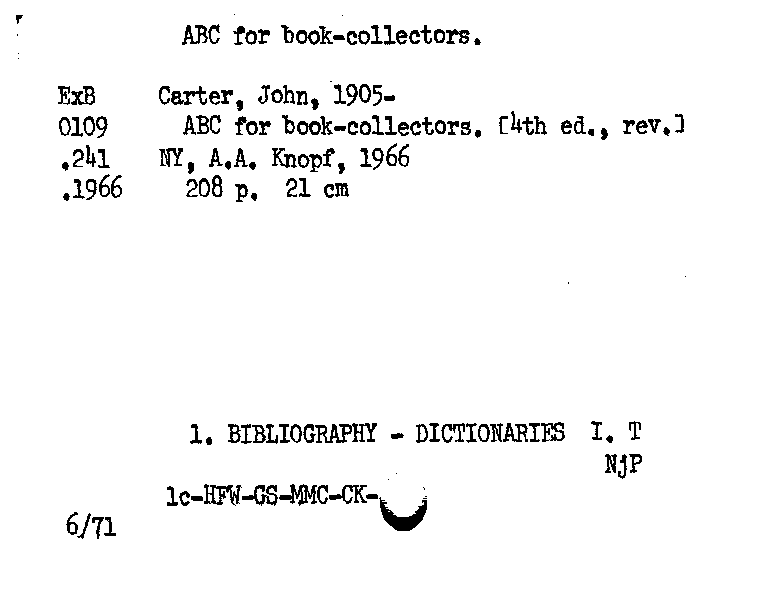 ABC for book-collectors.
ExB Carter, John, 1905-
0109 ABC for book-collectors. [4th ed., rev.]
.241 NY, A.A. Knopf, 1966
.1966 208 p. 21 cm
1. BIBLIOGRAPHY - DICTIONARIES I. T
NjP
1c-HFW-GS-MMC-CK-
6/71